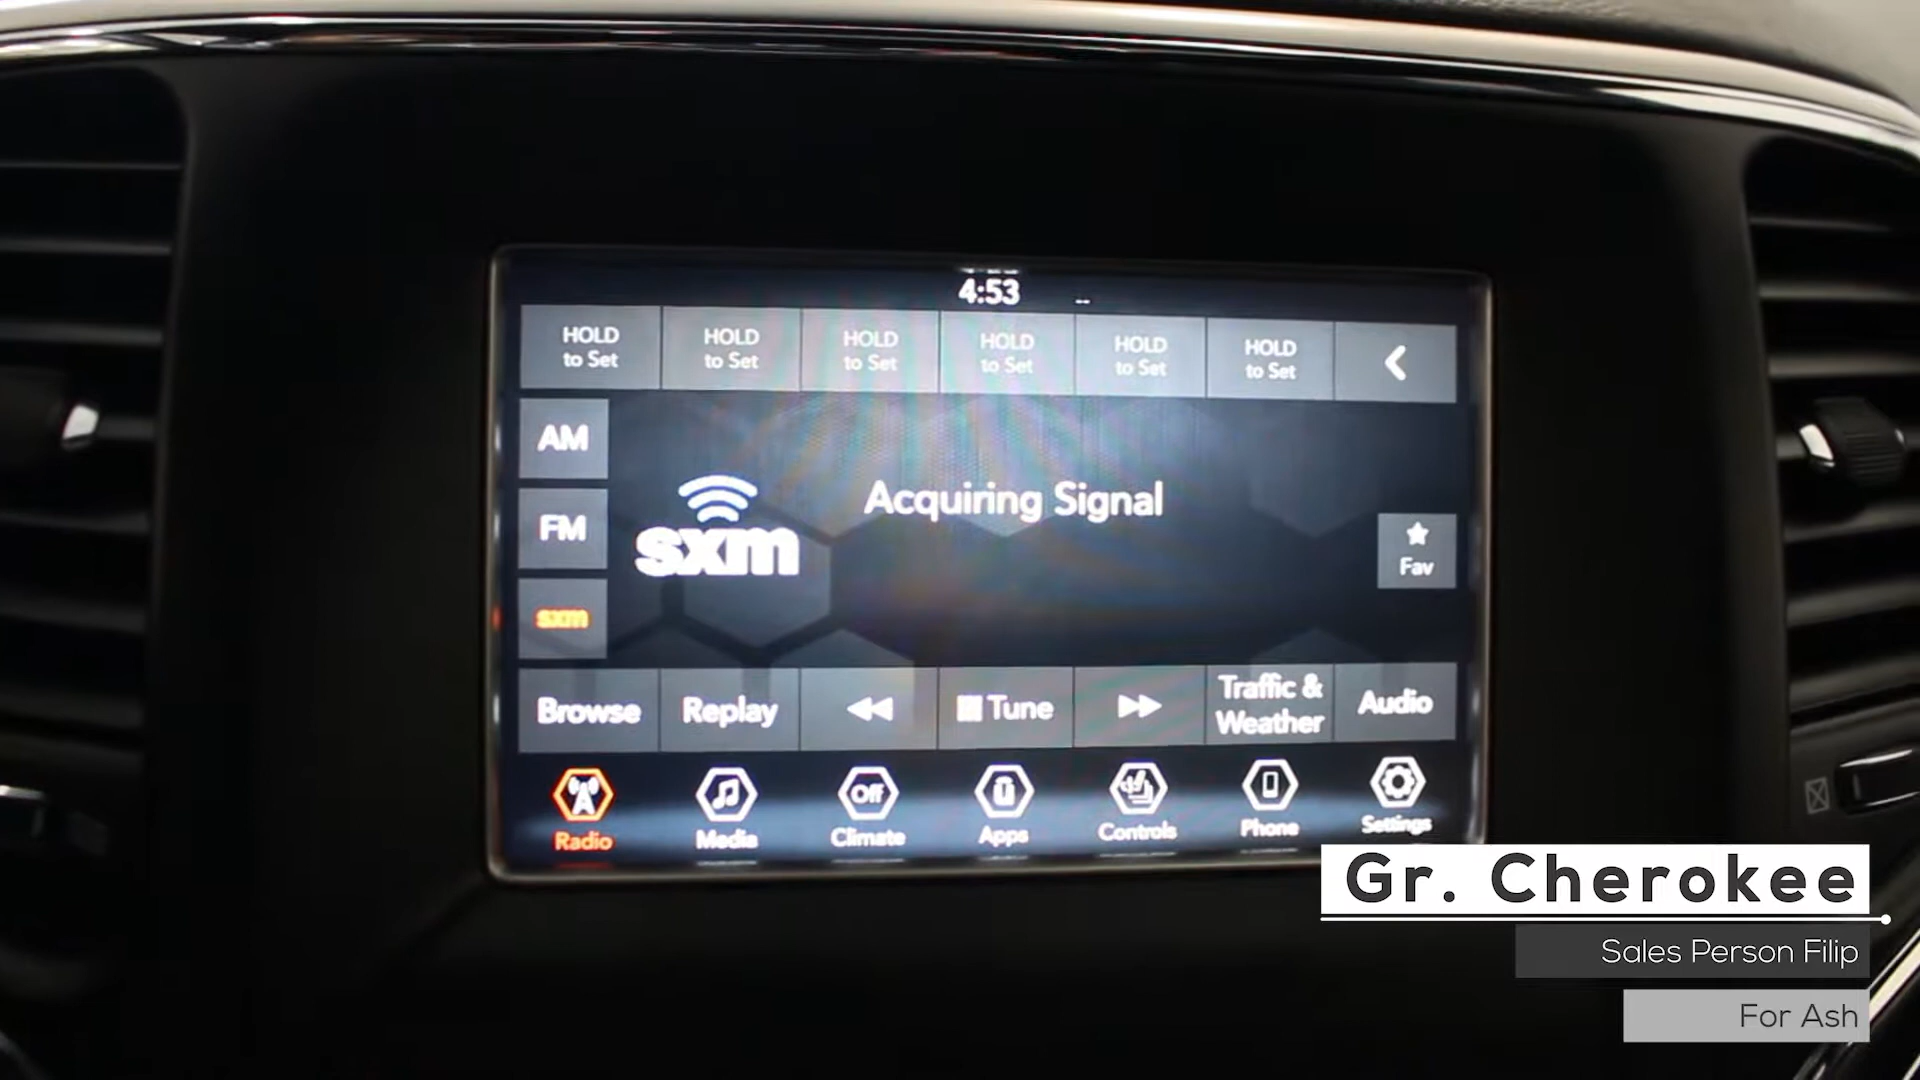 4:53
--
HOLD
to Set
HOLD
to Set
HOLD
to Set
HOLD
to Set
HOLD
to Set
HOLD
to Set
AM
FM
sxm
sxm
Acquiring Signal
Fav
Browse
Replay
Tune
Traffic &
Weather
Audio
Off
Radio
Media
Climate
Apps
Controls
Phone
Settings
Gr. Cherokee
Sales Person Filip
For Ash